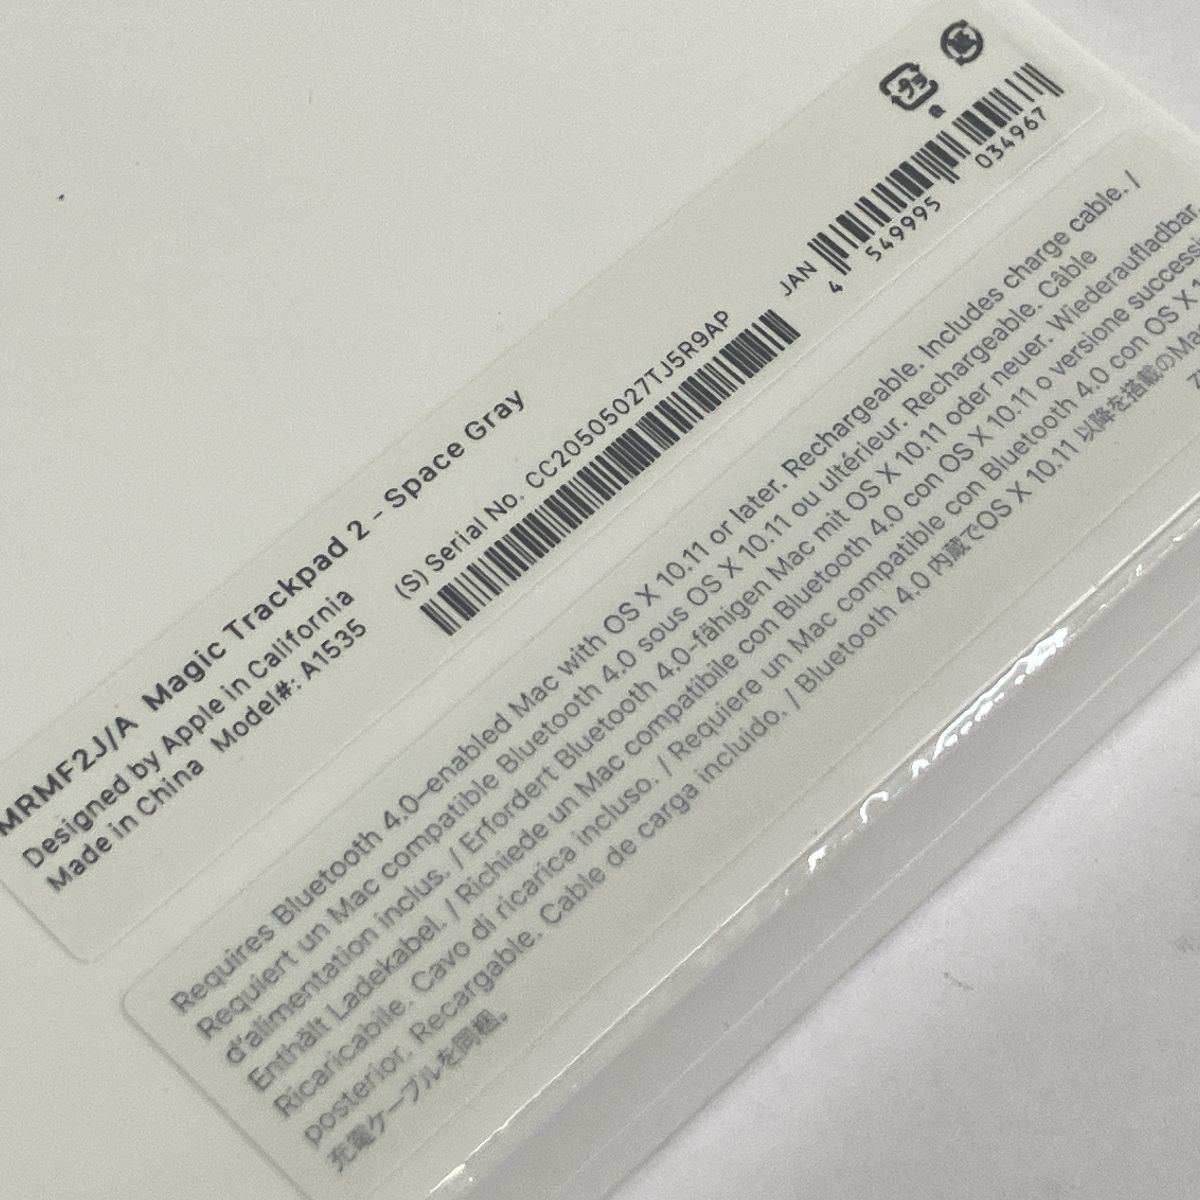 MRMF2J/A Magic Trackpad 2 - Space Gray
Designed by Apple in California
Made in China Model#: A1535
(S) Serial No. CC20505027TJ5R9AP
JAN
4 549995 034967
Requires Bluetooth 4.0–enabled Mac with OS X 10.11 or later. Rechargeable. Includes charge cable. /
Requiert un Mac compatible Bluetooth 4.0 sous OS X 10.11 ou ultérieur. Rechargeable. Câble
d'alimentation inclus. / Erfordert Bluetooth 4.0-fähigen Mac mit OS X 10.11 oder neuer. Wiederaufladbar.
Enthält Ladekabel. / Richiede un Mac compatibile con Bluetooth 4.0 con OS X 10.11 o versione
Ricaricabile. Cavo di ricarica incluso. / Requiere un Mac compatible con Bluetooth 4.0 con OS X
posterior. Recargable. Cable de carga incluido. / Bluetooth 4.0 内蔵でOS X 10.11 以降を搭載の
充電ケーブルを同梱。